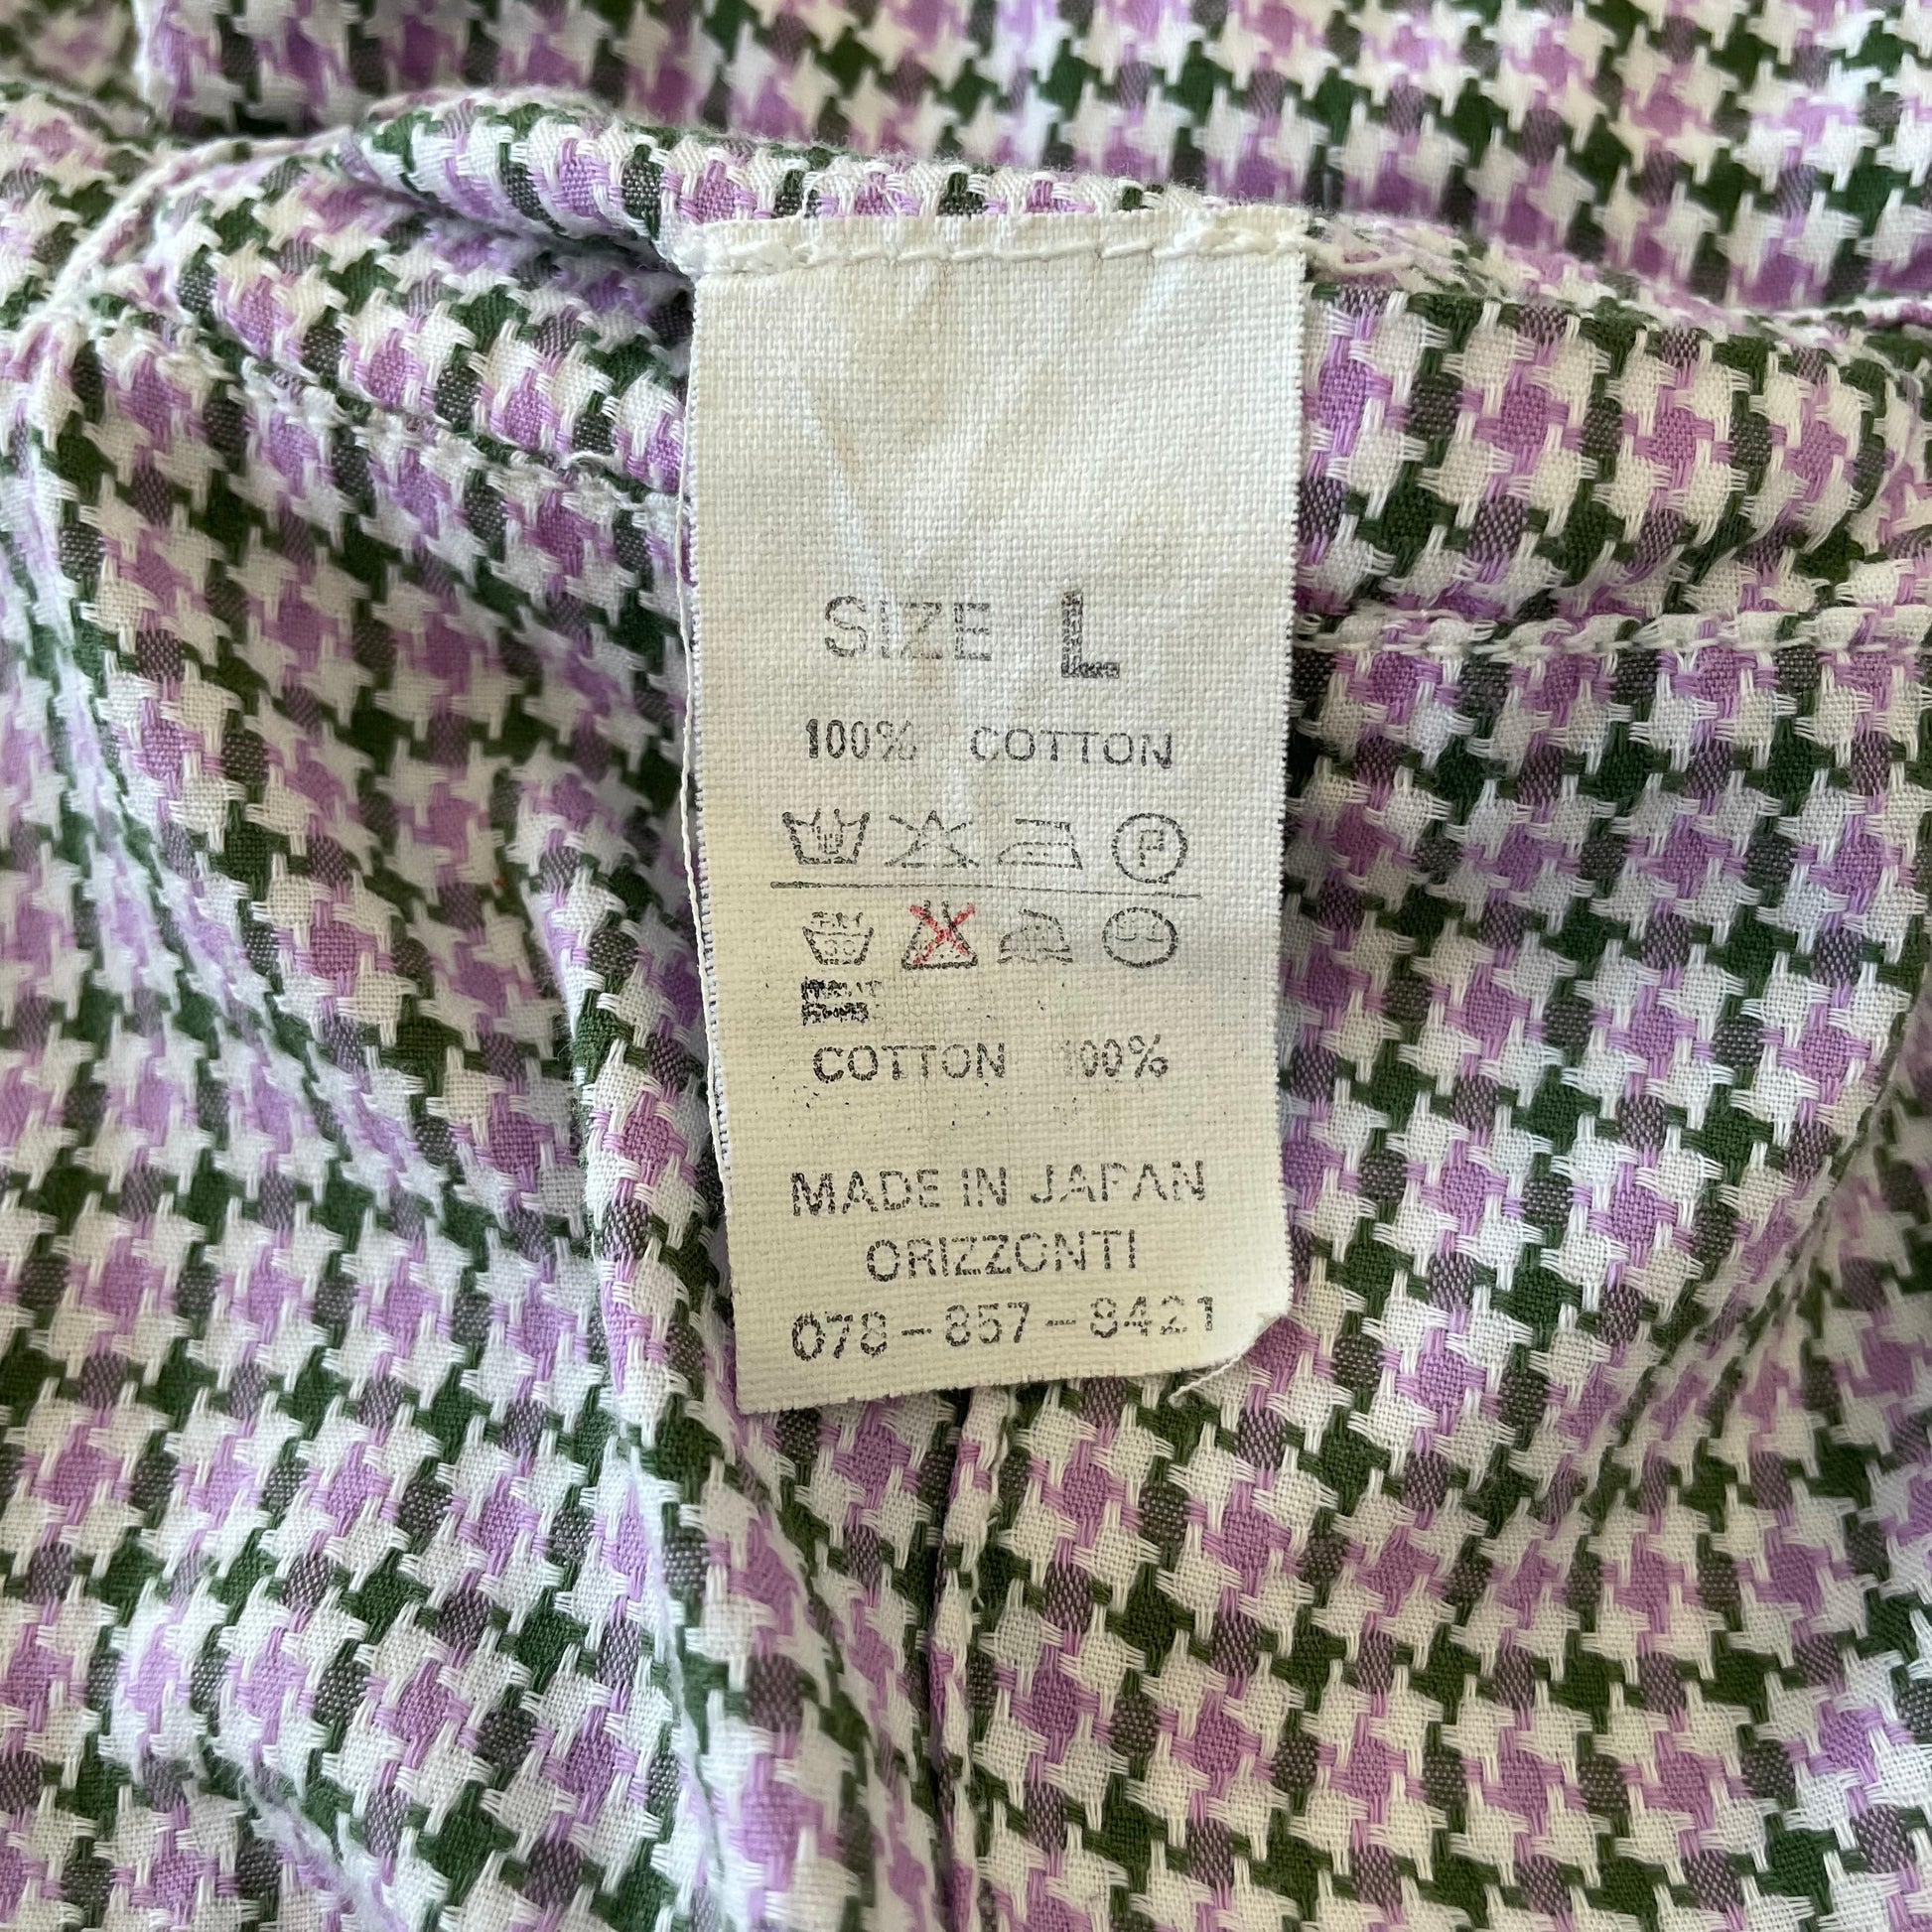 SIZE L
100% COTTON
F
COTTON 100%
MADE IN JAPAN
ORIZZONTI
078-857-8421